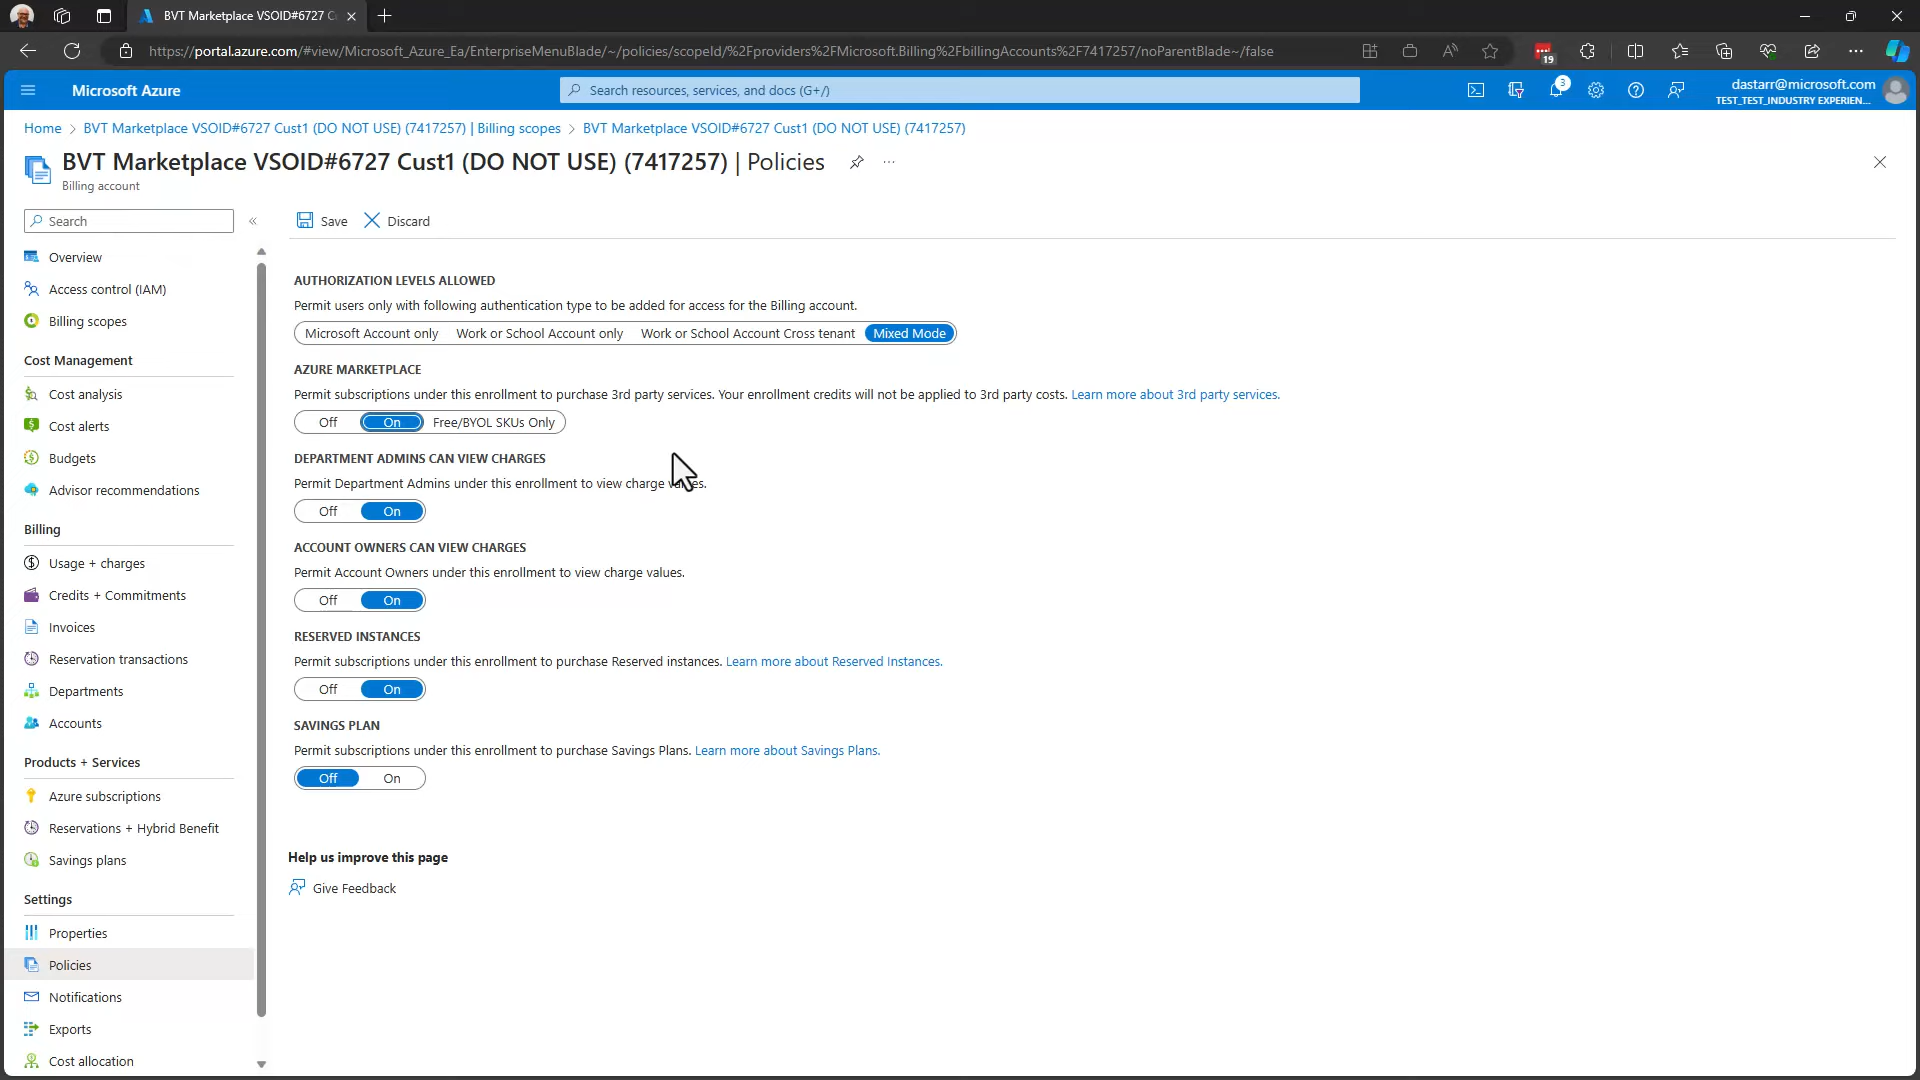 BVT Marketplace VSOID#6727 C
https://portal.azure.com/#view/Microsoft_Azure_Ea/EnterpriseMenuBlade/~/policies/scopeId/%2Fproviders%2FMicrosoft.Billing%2FbillingAccounts%2F7417257/noParentBlade~/false
19
Microsoft Azure
Search resources, services, and docs (G+/)
3
dastarr@microsoft.com
TEST_TEST_INDUSTRY EXPERIEN...
Home > BVT Marketplace VSOID#6727 Cust1 (DO NOT USE) (7417257) | Billing scopes > BVT Marketplace VSOID#6727 Cust1 (DO NOT USE) (7417257)
BVT Marketplace VSOID#6727 Cust1 (DO NOT USE) (7417257) | Policies
Billing account
Search
Save
Discard
Overview
Access control (IAM)
Billing scopes
Cost Management
Cost analysis
Cost alerts
Budgets
Advisor recommendations
Billing
Usage + charges
Credits + Commitments
Invoices
Reservation transactions
Departments
Accounts
Products + Services
Azure subscriptions
Reservations + Hybrid Benefit
Savings plans
Settings
Properties
Policies
Notifications
Exports
Cost allocation
AUTHORIZATION LEVELS ALLOWED
Permit users only with following authentication type to be added for access for the Billing account.
Microsoft Account only Work or School Account only Work or School Account Cross tenant Mixed Mode
AZURE MARKETPLACE
Permit subscriptions under this enrollment to purchase 3rd party services. Your enrollment credits will not be applied to 3rd party costs. Learn more about 3rd party services.
Off On Free/BYOL SKUs Only
DEPARTMENT ADMINS CAN VIEW CHARGES
Permit Department Admins under this enrollment to view charge values.
Off On
ACCOUNT OWNERS CAN VIEW CHARGES
Permit Account Owners under this enrollment to view charge values.
Off On
RESERVED INSTANCES
Permit subscriptions under this enrollment to purchase Reserved instances. Learn more about Reserved Instances.
Off On
SAVINGS PLAN
Permit subscriptions under this enrollment to purchase Savings Plans. Learn more about Savings Plans.
Off On
Help us improve this page
Give Feedback